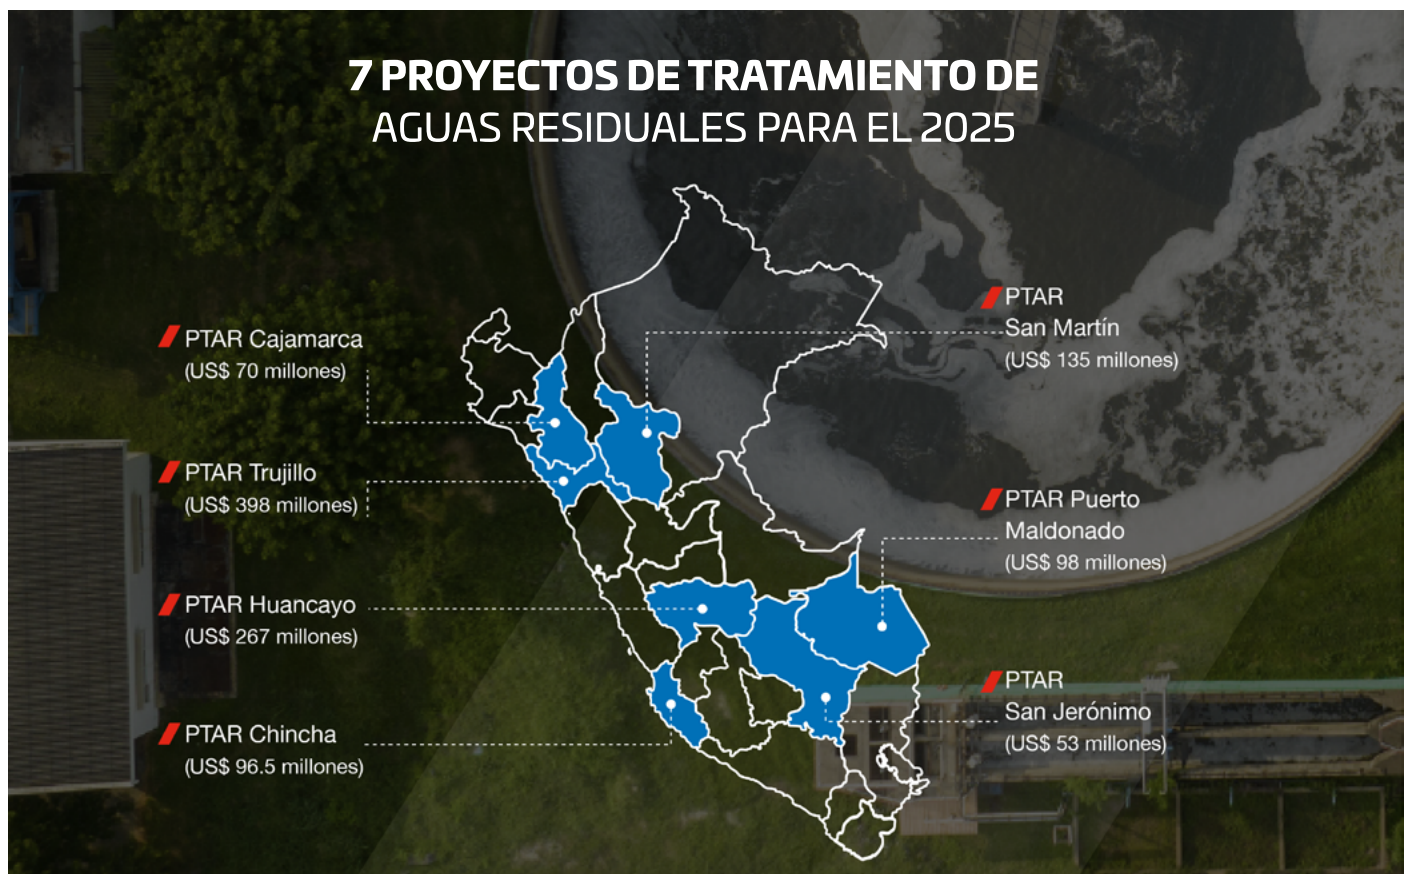 7 PROYECTOS DE TRATAMIENTO DE
AGUAS RESIDUALES PARA EL 2025
PTAR Cajamarca
(US$ 70 millones)
PTAR Trujillo
(US$ 398 millones)
PTAR Huancayo
(US$ 267 millones)
PTAR Chincha
(US$ 96.5 millones)
PTAR
San Martín
(US$ 135 millones)
PTAR Puerto
Maldonado
(US$ 98 millones)
PTAR
San Jerónimo
(US$ 53 millones)